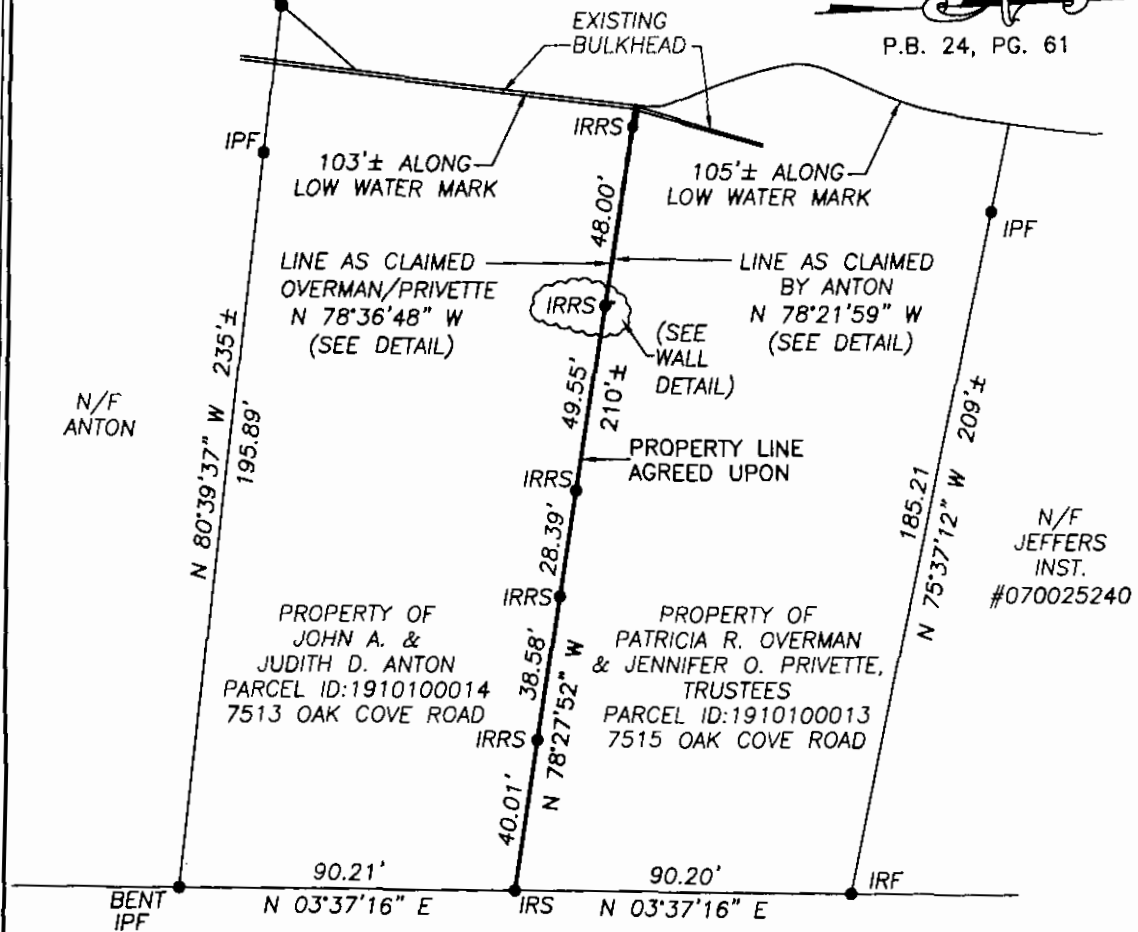 EXISTING
BULKHEAD
P.B. 24, PG. 61
IPF
IRRS
103'± ALONG
LOW WATER MARK
105'± ALONG
LOW WATER MARK
IPF
48.00'
LINE AS CLAIMED
OVERMAN/PRIVETTE
N 78°36'48" W
(SEE DETAIL)
LINE AS CLAIMED
BY ANTON
N 78°21'59" W
(SEE DETAIL)
IRRS
(SEE
WALL
DETAIL)
N/F
ANTON
N 80°39'37" W 235'±
195.89'
49.55'
210'±
PROPERTY LINE
AGREED UPON
IRRS
185.21
N 75°37'12" W 209'±
N/F
JEFFERS
INST.
#070025240
28.39'
IRRS
PROPERTY OF
JOHN A. &
JUDITH D. ANTON
PARCEL ID:1910100014
7513 OAK COVE ROAD
PROPERTY OF
PATRICIA R. OVERMAN
& JENNIFER O. PRIVETTE,
TRUSTEES
PARCEL ID:1910100013
7515 OAK COVE ROAD
38.58'
N 78°27'52" W
IRRS
40.01'
90.21'
90.20'
BENT
IPF
N 03°37'16" E
IRS
N 03°37'16" E
IRF